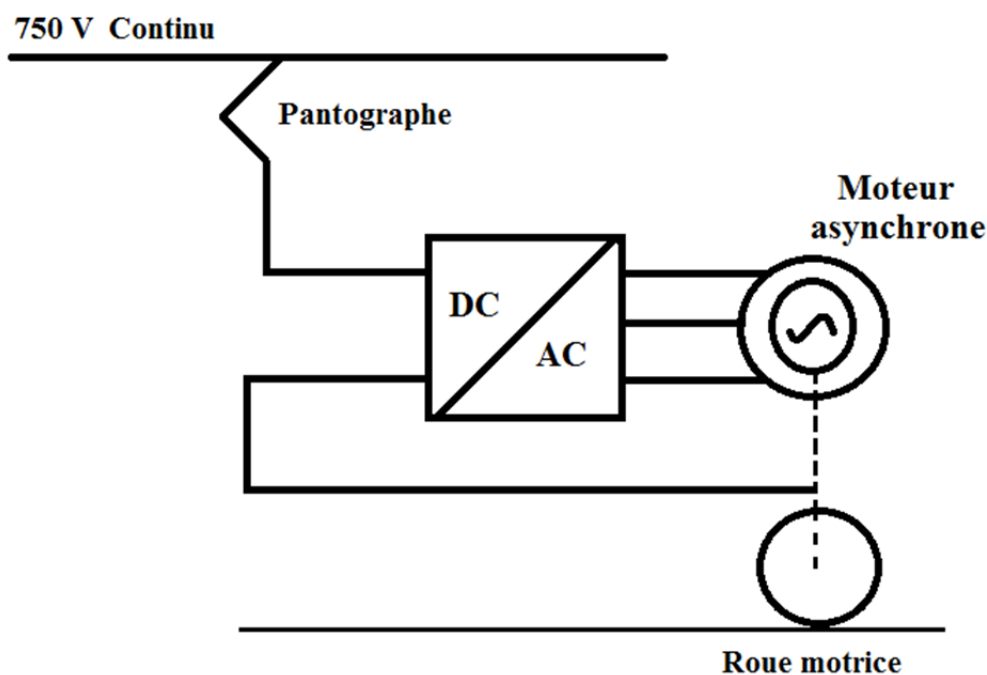 750 V Continu
Pantographe
Moteur
asynchrone
DC
AC
Roue motrice